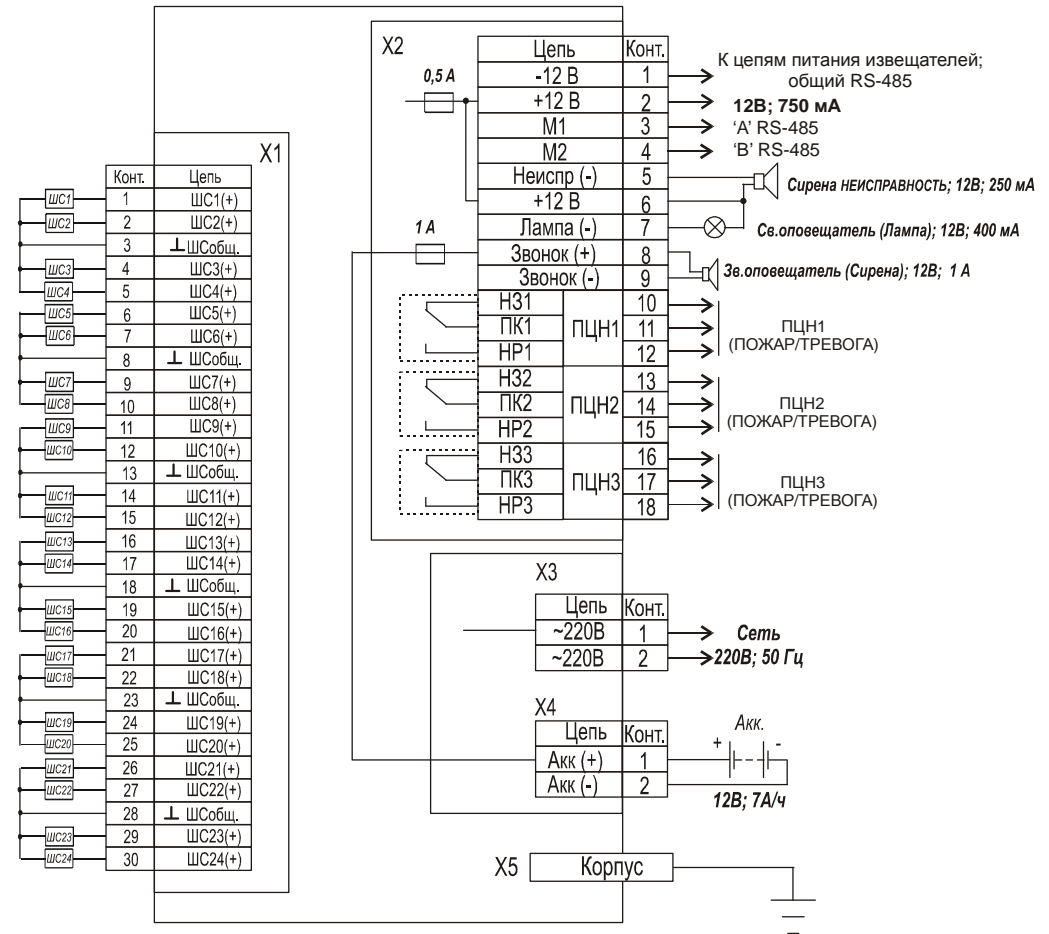 X1
Конт. Цепь
ШС1 1 ШС1(+)
ШС2 2 ШС2(+)
3 ⊥ ШСобщ.
ШС3 4 ШС3(+)
ШС4 5 ШС4(+)
ШС5 6 ШС5(+)
ШС6 7 ШС6(+)
8 ⊥ ШСобщ.
ШС7 9 ШС7(+)
ШС8 10 ШС8(+)
ШС9 11 ШС9(+)
ШС10 12 ШС10(+)
13 ⊥ ШСобщ.
ШС11 14 ШС11(+)
ШС12 15 ШС12(+)
ШС13 16 ШС13(+)
ШС14 17 ШС14(+)
18 ⊥ ШСобщ.
ШС15 19 ШС15(+)
ШС16 20 ШС16(+)
ШС17 21 ШС17(+)
ШС18 22 ШС18(+)
23 ⊥ ШСобщ.
ШС19 24 ШС19(+)
ШС20 25 ШС20(+)
ШС21 26 ШС21(+)
ШС22 27 ШС22(+)
28 ⊥ ШСобщ.
ШС23 29 ШС23(+)
ШС24 30 ШС24(+)
X2
Цепь Конт.
-12 В 1
К цепям питания извещателей;
общий RS-485
0,5 А
+12 В 2 12В; 750 мА
М1 3 ‘А’ RS-485
М2 4 ‘В’ RS-485
Неиспр (-) 5
+12 В 6
Сирена НЕИСПРАВНОСТЬ; 12В; 250 мА
Лампа (-) 7 Св.оповещатель (Лампа); 12В; 400 мА
1 А
Звонок (+) 8
Звонок (-) 9
Зв.оповещатель (Сирена); 12В; 1 А
НЗ1 10
ПК1 ПЦН1 11
НР1 12
ПЦН1
(ПОЖАР/ТРЕВОГА)
НЗ2 13
ПК2 ПЦН2 14
НР2 15
ПЦН2
(ПОЖАР/ТРЕВОГА)
НЗ3 16
ПК3 ПЦН3 17
НР3 18
ПЦН3
(ПОЖАР/ТРЕВОГА)
X3
Цепь Конт.
~220В 1 Сеть
~220В 2 220В; 50 Гц
X4
Цепь Конт.
Акк (+) 1
Акк (-) 2
Акк.
+ -
12В; 7А/ч
X5 Корпус